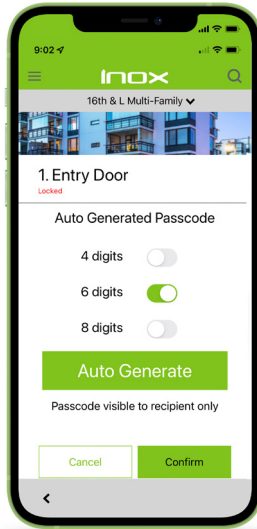 9:02
INOX
16th & L Multi-Family
1. Entry Door
Locked
Auto Generated Passcode
4 digits
6 digits
8 digits
Auto Generate
Passcode visible to recipient only
Cancel
Confirm